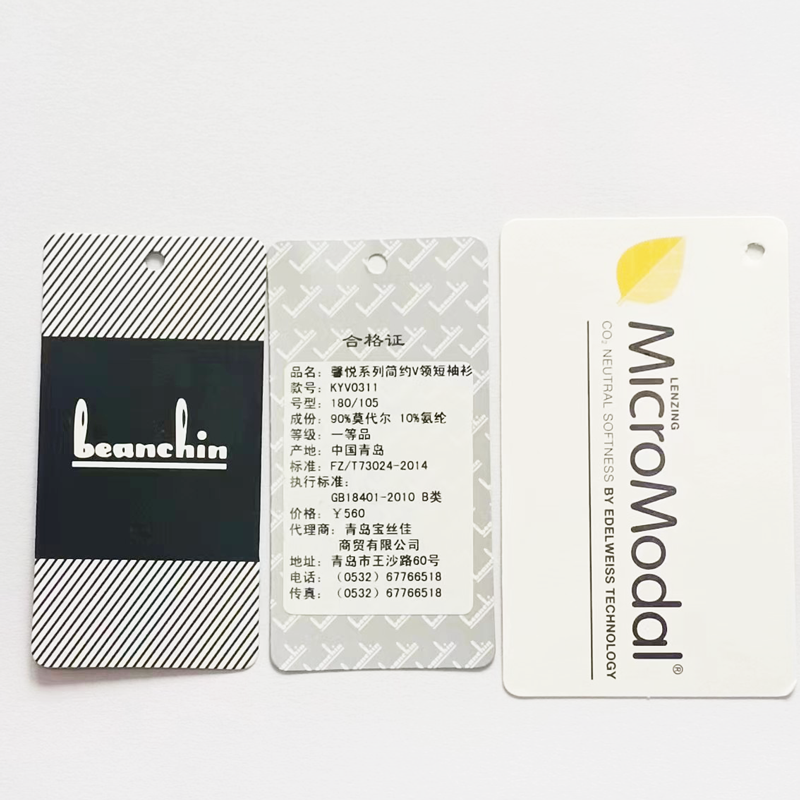 beanchin
合格证
品名：馨悦系列简约V领短袖衫
款号：KYV0311
号型：180/105
成份：90%莫代尔 10%氨纶
等级：一等品
产地：中国青岛
标准：FZ/T73024-2014
执行标准：
GB18401-2010 B类
价格：￥560
代理商：青岛宝丝佳
商贸有限公司
地址：青岛市王沙路60号
电话：（0532）67766518
传真：（0532）67766518
LENZING
MicroModal®
CO₂ NEUTRAL SOFTNESS BY EDELWEISS TECHNOLOGY